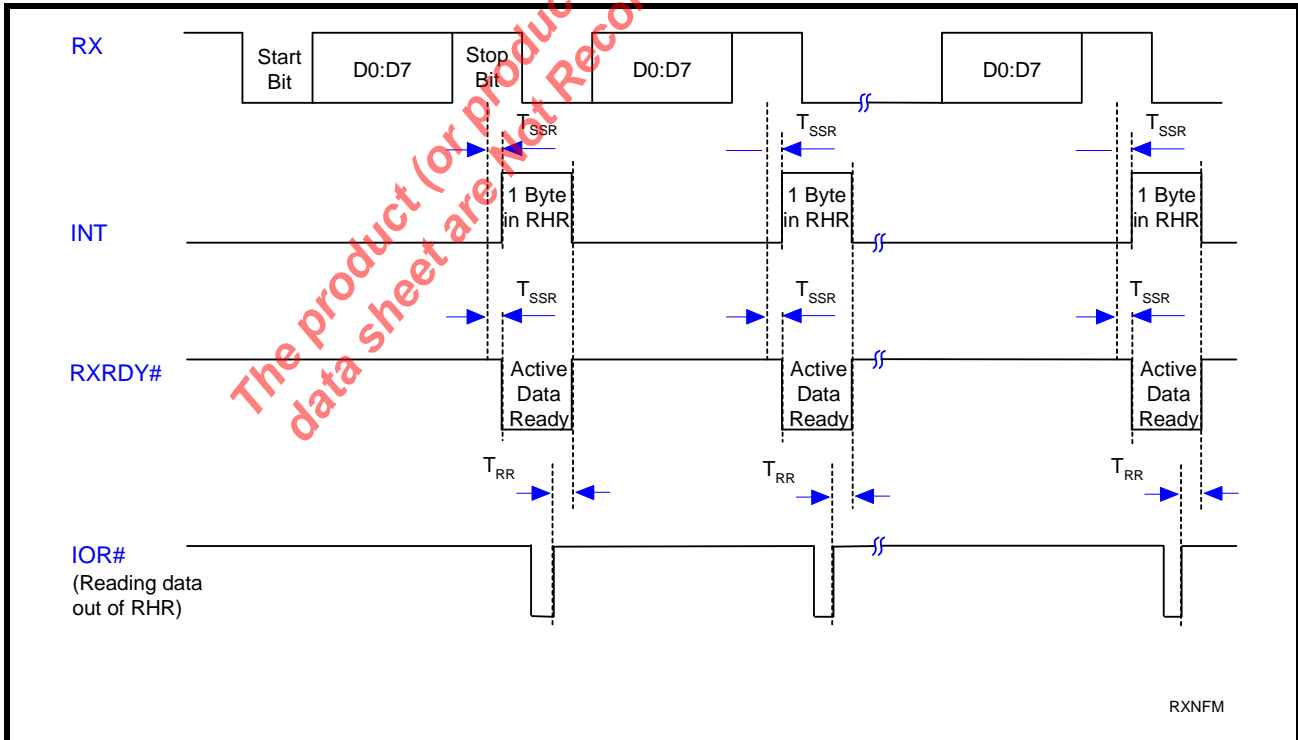 RX
Start
Bit
D0:D7
Stop
Bit
D0:D7
D0:D7
TSSR
TSSR
TSSR
INT
1 Byte
in RHR
1 Byte
in RHR
1 Byte
in RHR
TSSR
TSSR
TSSR
RXRDY#
Active
Data
Ready
Active
Data
Ready
Active
Data
Ready
TRR
TRR
TRR
IOR#
(Reading data
out of RHR)
RXNFM
The product (or produc
data sheet are Not Reco